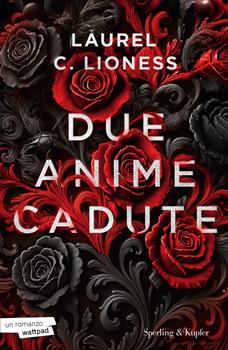 LAUREL
C. LIONESS
DUE
ANIME
CADUTE
un romanzo
wattpad
Sperling & Kupfer